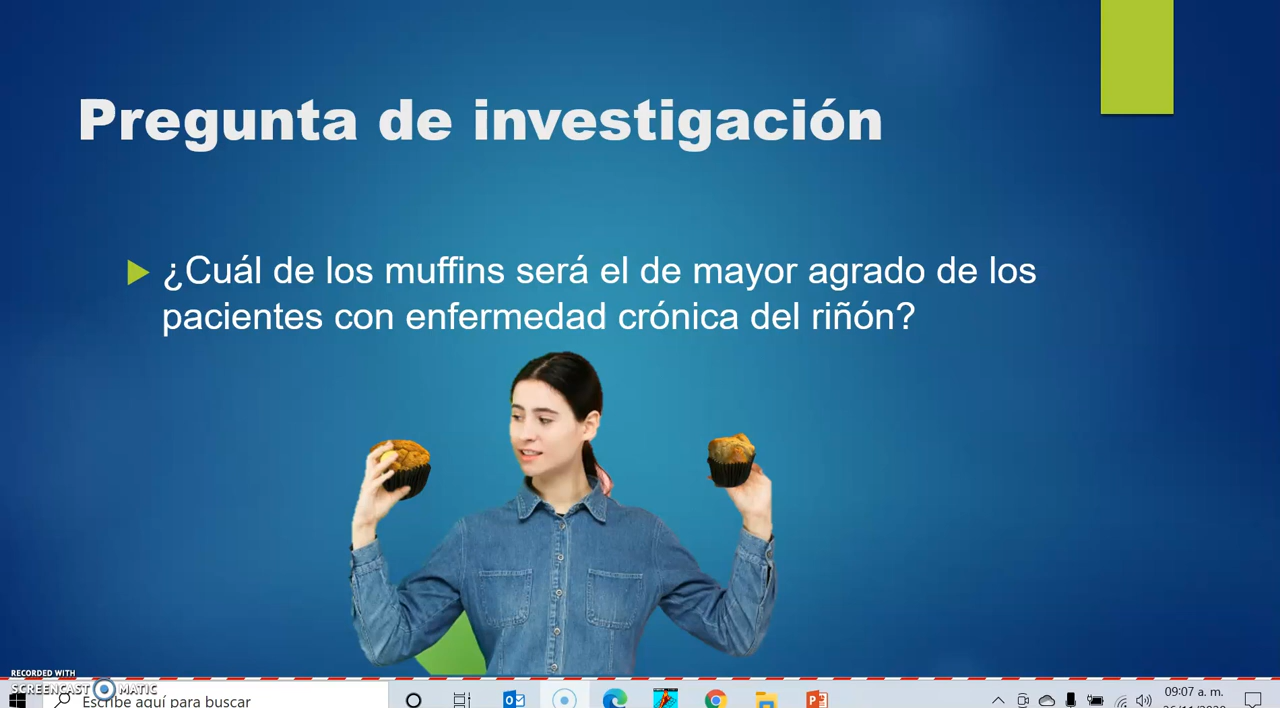 Pregunta de investigación
¿Cuál de los muffins será el de mayor agrado de los
pacientes con enfermedad crónica del riñón?
RECORDED WITH
SCREENCAST MATIC
Escribe aquí para buscar
09:07 a. m.